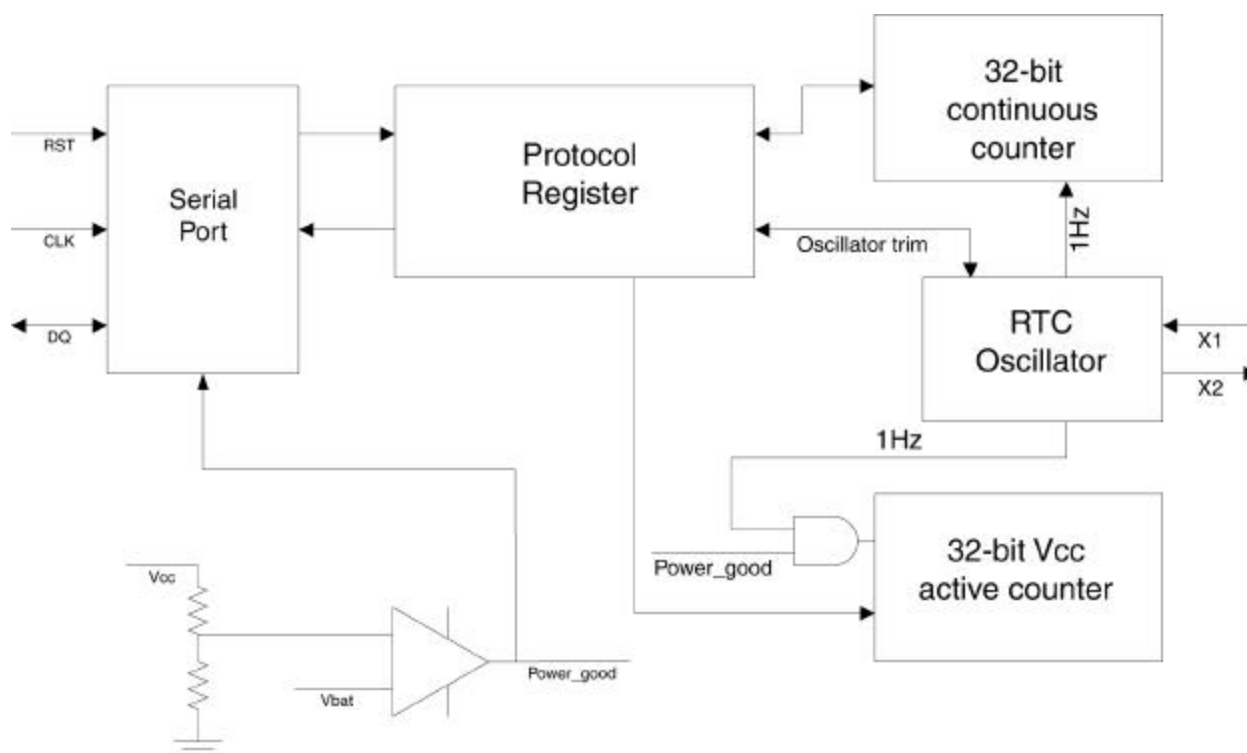 32-bit
continuous
counter
RST
CLK
DQ
Serial
Port
Protocol
Register
1Hz
Oscillator trim
RTC
Oscillator
X1
X2
1Hz
Power_good
32-bit Vcc
active counter
Vcc
Vbat
Power_good